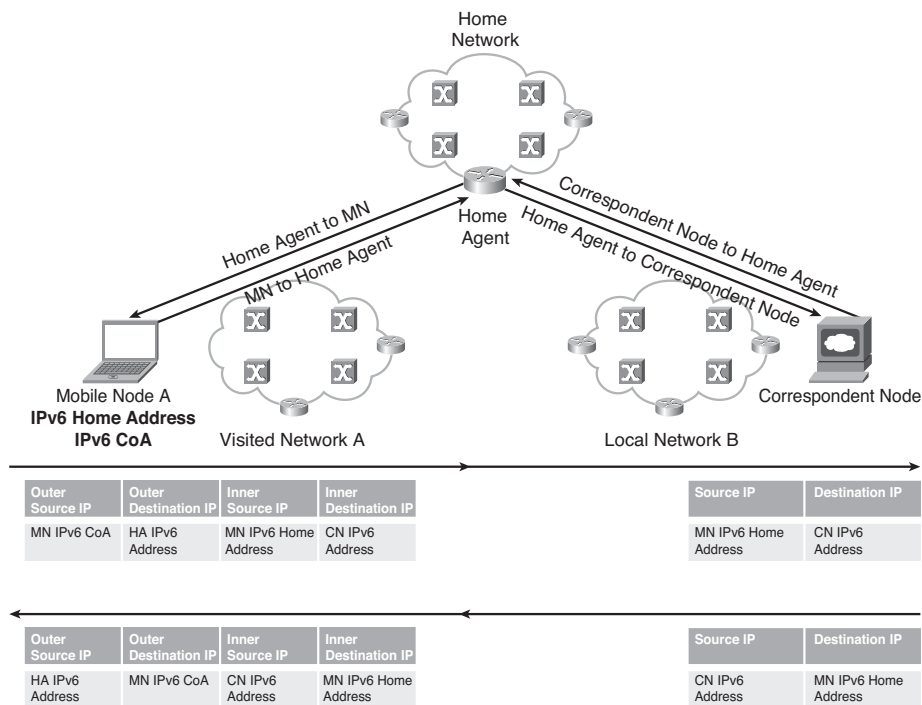 Home
Network
Correspondent Node to Home Agent
Home Agent to MN
Home
Agent
Home Agent to Correspondent Node
MN to Home Agent
Mobile Node A
IPv6 Home Address
IPv6 CoA
Visited Network A
Local Network B
Correspondent Node
Outer Source IP Outer Destination IP Inner Source IP Inner Destination IP
MN IPv6 CoA HA IPv6 Address MN IPv6 Home Address CN IPv6 Address
Source IP Destination IP
MN IPv6 Home Address CN IPv6 Address
Outer Source IP Outer Destination IP Inner Source IP Inner Destination IP
HA IPv6 Address MN IPv6 CoA CN IPv6 Address MN IPv6 Home Address
Source IP Destination IP
CN IPv6 Address MN IPv6 Home Address